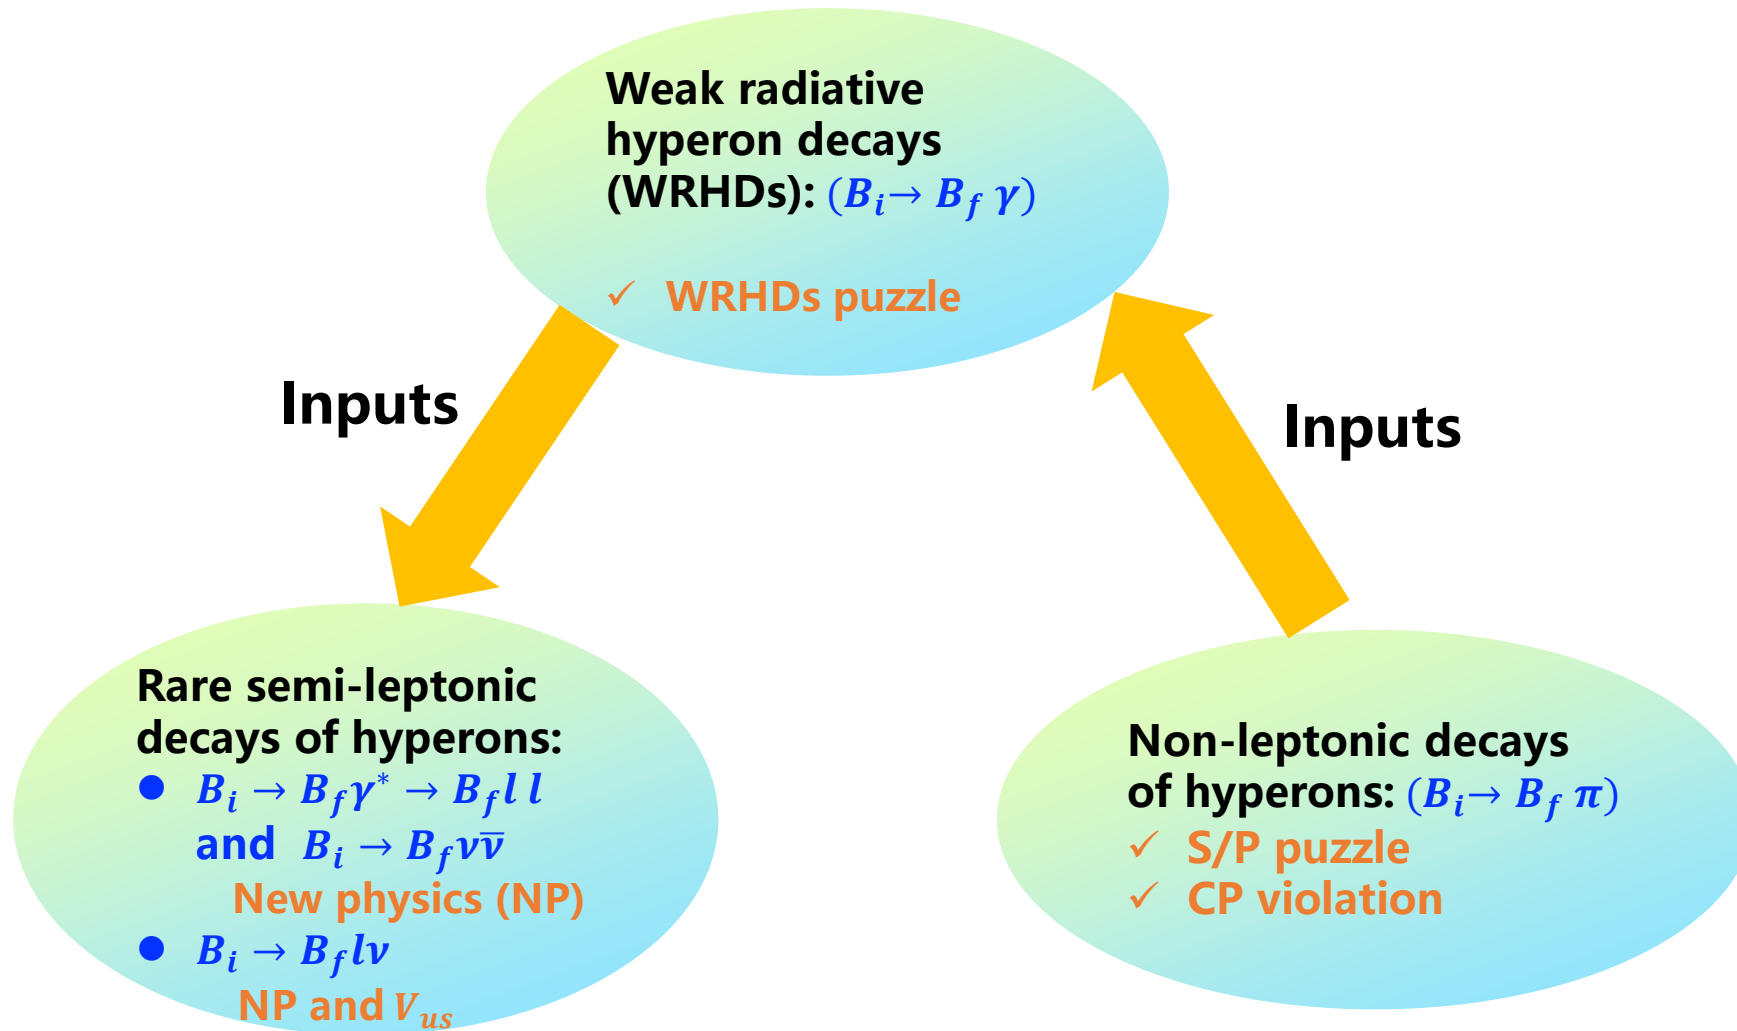 Weak radiative
hyperon decays
(WRHDs): (B_i → B_f γ)
✓ WRHDs puzzle
Inputs
Inputs
Rare semi-leptonic
decays of hyperons:
● B_i → B_f γ* → B_f l l
and B_i → B_f ν ν̅
New physics (NP)
● B_i → B_f l ν
NP and V_us
Non-leptonic decays
of hyperons: (B_i → B_f π)
✓ S/P puzzle
✓ CP violation